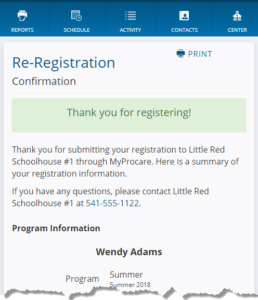 REPORTS SCHEDULE ACTIVITY CONTACTS CENTER
PRINT
Re-Registration
Confirmation
Thank you for registering!
Thank you for submitting your registration to Little Red
Schoolhouse #1 through MyProcare. Here is a summary of
your registration information.
If you have any questions, please contact Little Red
Schoolhouse #1 at 541-555-1122.
Program Information
Wendy Adams
Program Summer
Summer 2018